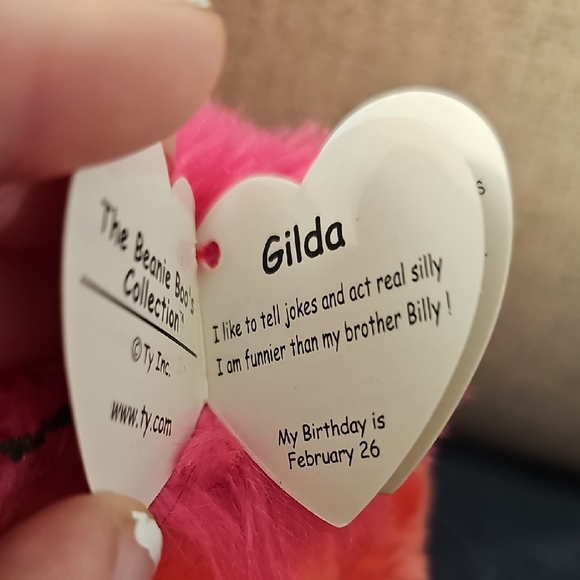 The Beanie Boo's
Collection™
© Ty Inc.
www.ty.com
Gilda
I like to tell jokes and act real silly
I am funnier than my brother Billy !
My Birthday is
February 26
s